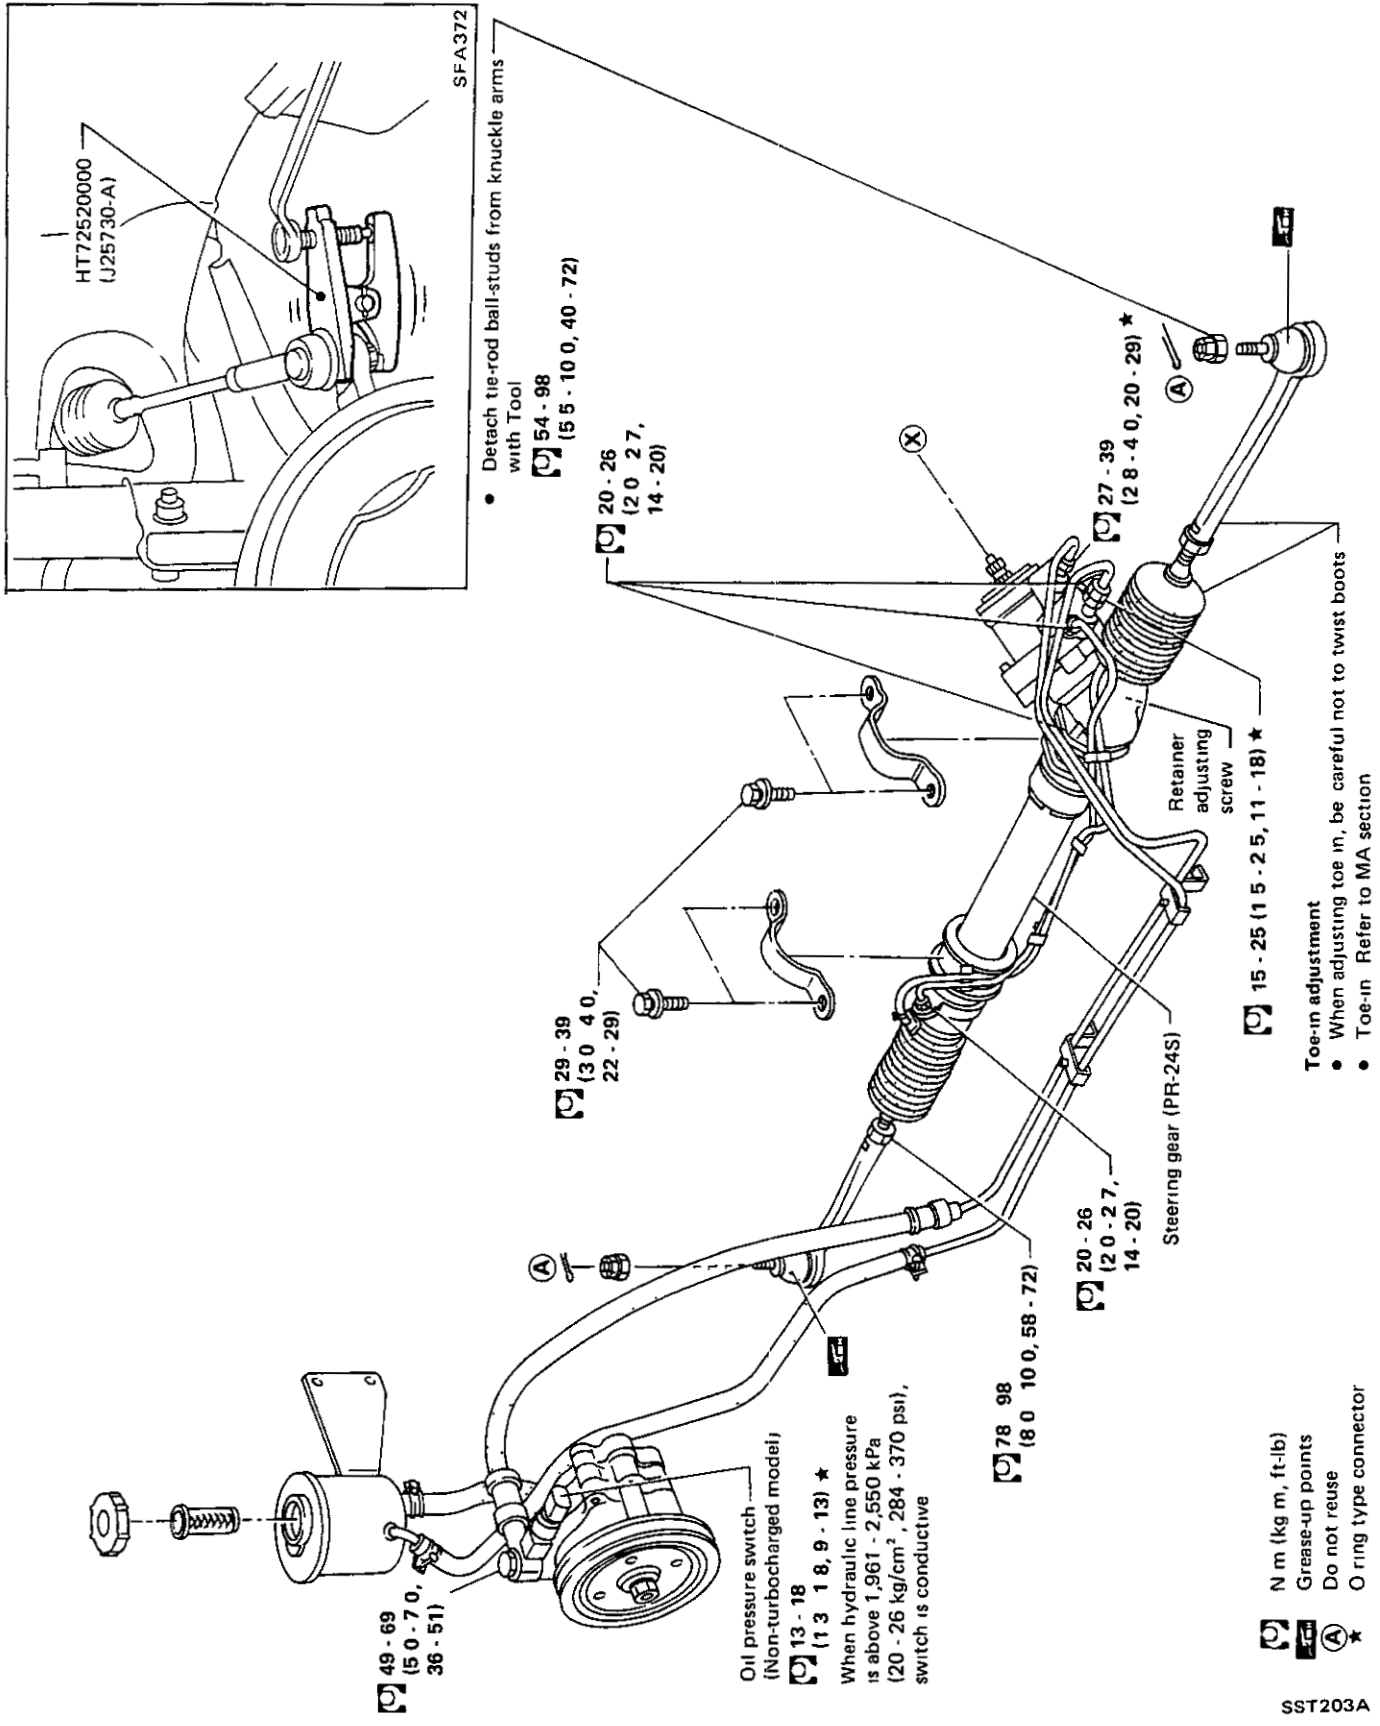 HT72520000
(J25730-A)
SFA372
• Detach tie-rod ball-studs from knuckle arms
with Tool
54 - 98
(5 5 - 10 0, 40 - 72)
20 - 26
(2 0 2 7,
14 - 20)
X
27 - 39
(2 8 - 4 0, 20 - 29) ★
A
29 - 39
(3 0 4 0,
22 - 29)
Retainer
adjusting
screw
15 - 25 (1 5 - 2 5, 11 - 18) ★
Toe-in adjustment
• When adjusting toe in, be careful not to twist boots
• Toe-in Refer to MA section
Steering gear (PR-24S)
20 - 26
(2 0 - 2 7,
14 - 20)
A
78 98
(8 0 10 0, 58 - 72)
49 - 69
(5 0 - 7 0,
36 - 51)
Oil pressure switch
(Non-turbocharged model)
13 - 18
(1 3 1 8, 9 - 13) ★
When hydraulic line pressure
is above 1,961 - 2,550 kPa
(20 - 26 kg/cm², 284 - 370 psi),
switch is conductive
N m (kg m, ft-lb)
Grease-up points
A Do not reuse
★ O ring type connector
SST203A